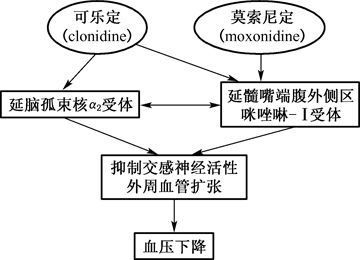 可乐定
(clonidine)
莫索尼定
(moxonidine)
延脑孤束核α₂受体
延髓嘴端腹外侧区
咪唑啉-Ⅰ受体
抑制交感神经活性
外周血管扩张
血压下降